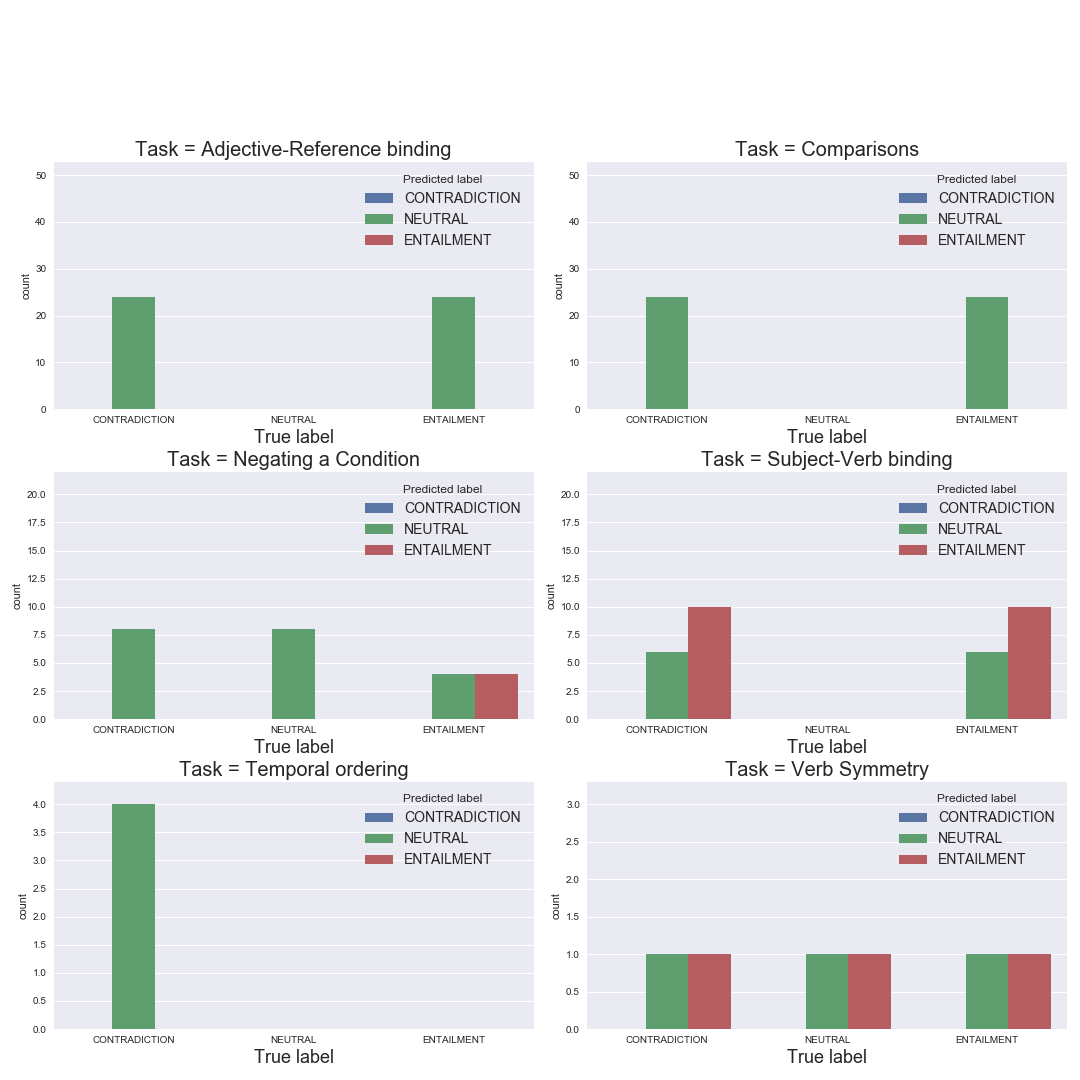 Task = Adjective-Reference binding
Predicted label
CONTRADICTION
NEUTRAL
ENTAILMENT
50
40
30
20
10
0
count
CONTRADICTION NEUTRAL ENTAILMENT
True label
Task = Comparisons
Predicted label
CONTRADICTION
NEUTRAL
ENTAILMENT
50
40
30
20
10
0
count
CONTRADICTION NEUTRAL ENTAILMENT
True label
Task = Negating a Condition
Predicted label
CONTRADICTION
NEUTRAL
ENTAILMENT
20.0
17.5
15.0
12.5
10.0
7.5
5.0
2.5
0.0
count
CONTRADICTION NEUTRAL ENTAILMENT
True label
Task = Subject-Verb binding
Predicted label
CONTRADICTION
NEUTRAL
ENTAILMENT
20.0
17.5
15.0
12.5
10.0
7.5
5.0
2.5
0.0
count
CONTRADICTION NEUTRAL ENTAILMENT
True label
Task = Temporal ordering
Predicted label
CONTRADICTION
NEUTRAL
ENTAILMENT
4.0
3.5
3.0
2.5
2.0
1.5
1.0
0.5
0.0
count
CONTRADICTION NEUTRAL ENTAILMENT
True label
Task = Verb Symmetry
Predicted label
CONTRADICTION
NEUTRAL
ENTAILMENT
3.0
2.5
2.0
1.5
1.0
0.5
0.0
count
CONTRADICTION NEUTRAL ENTAILMENT
True label